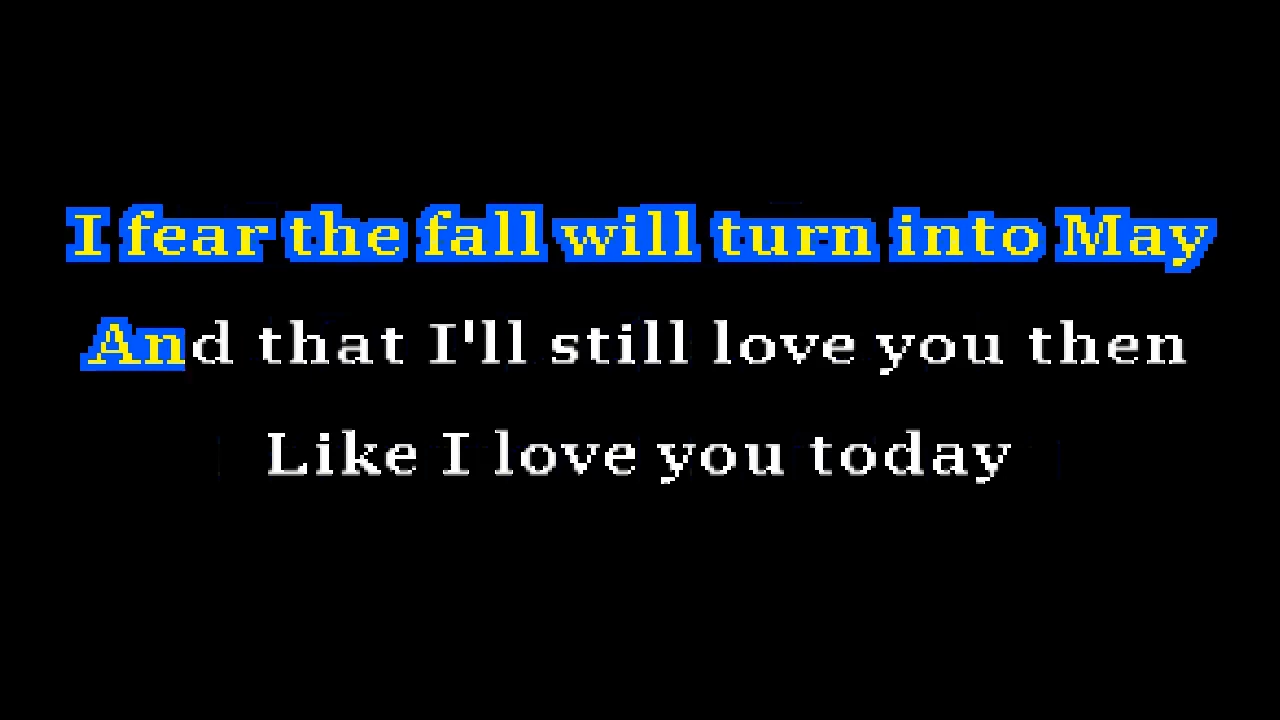 I fear the fall will turn into May
And that I'll still love you then
Like I love you today